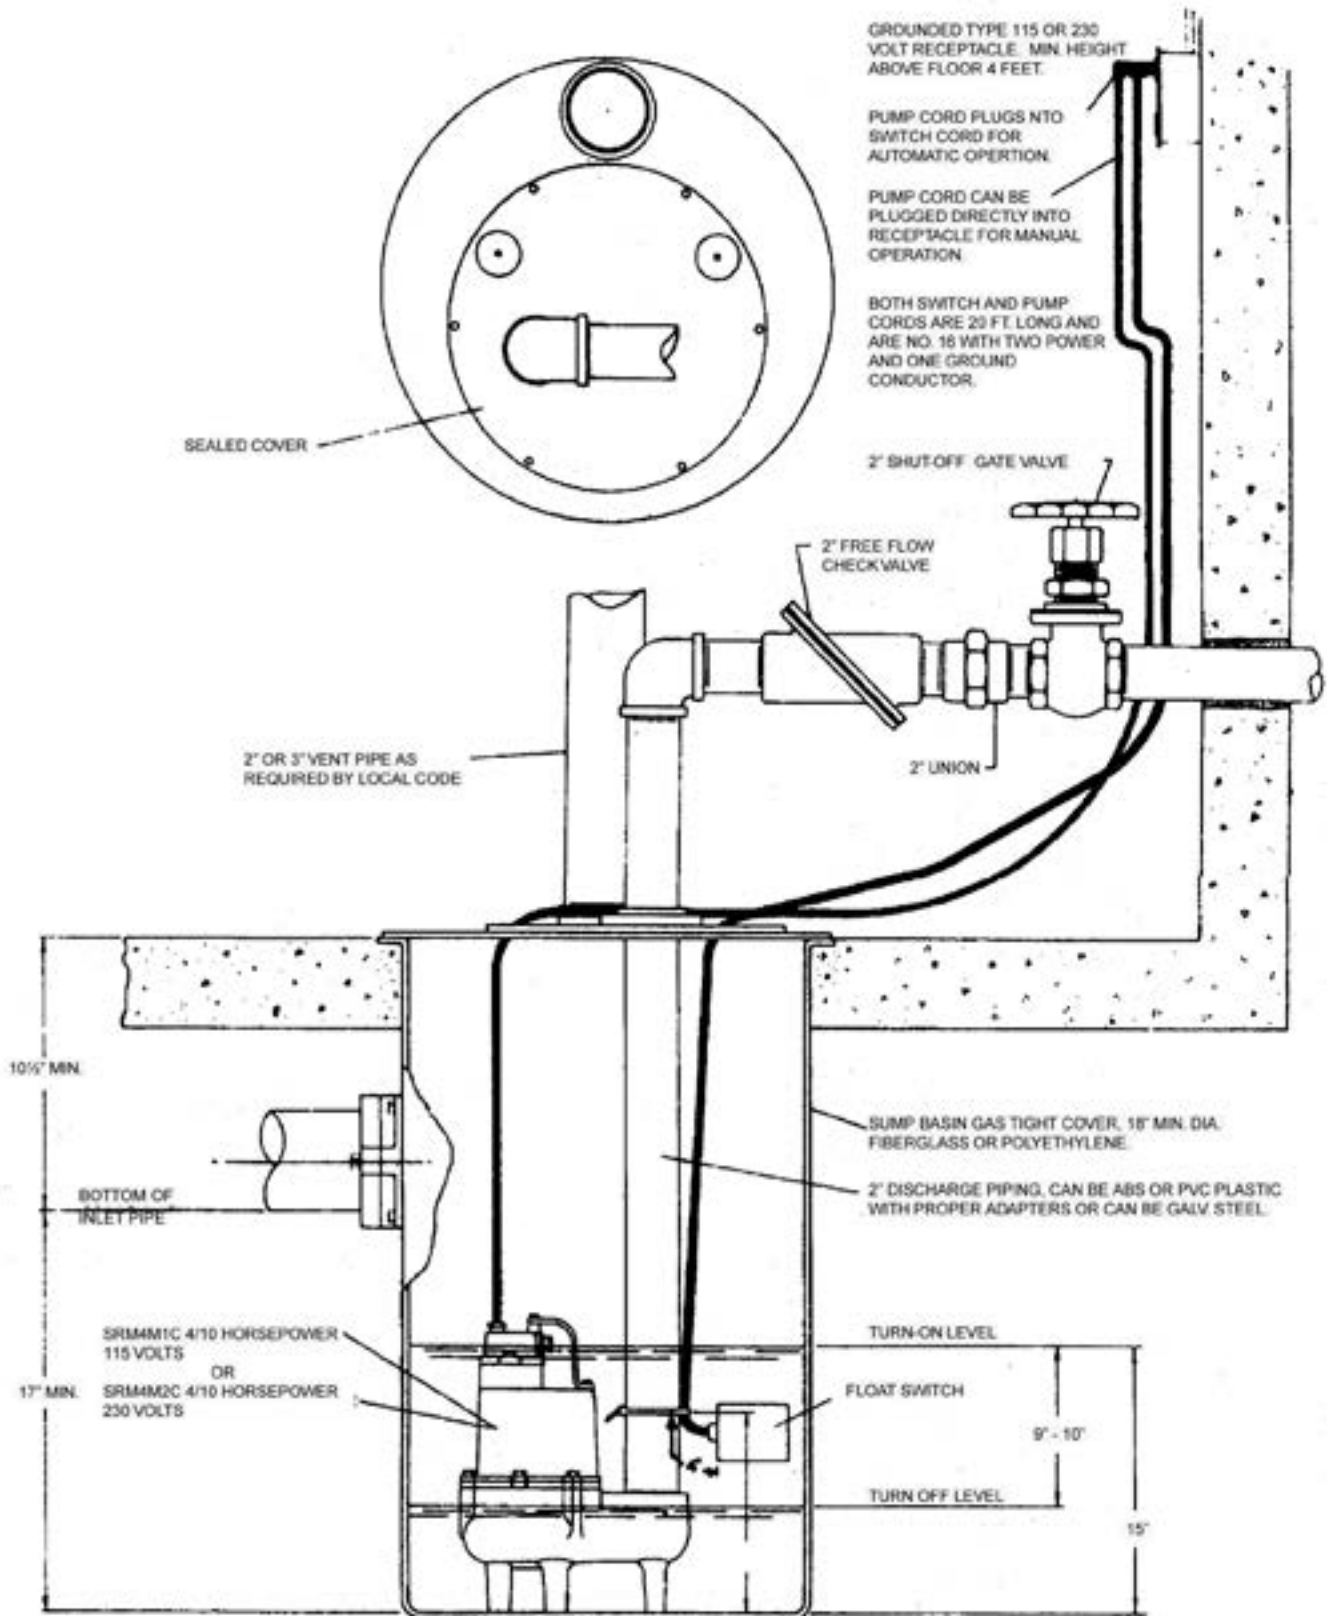 GROUNDED TYPE 115 OR 230
VOLT RECEPTACLE. MIN. HEIGHT
ABOVE FLOOR 4 FEET.
PUMP CORD PLUGS NTO
SWITCH CORD FOR
AUTOMATIC OPERTION.
PUMP CORD CAN BE
PLUGGED DIRECTLY INTO
RECEPTACLE FOR MANUAL
OPERATION.
BOTH SWITCH AND PUMP
CORDS ARE 20 FT. LONG AND
ARE NO. 16 WITH TWO POWER
AND ONE GROUND
CONDUCTOR.
SEALED COVER
2" SHUT-OFF GATE VALVE
2" FREE FLOW
CHECK VALVE
2" OR 3" VENT PIPE AS
REQUIRED BY LOCAL CODE
2" UNION
10½" MIN.
SUMP BASIN GAS TIGHT COVER, 18" MIN. DIA.
FIBERGLASS OR POLYETHYLENE.
BOTTOM OF
INLET PIPE
2" DISCHARGE PIPING, CAN BE ABS OR PVC PLASTIC
WITH PROPER ADAPTERS OR CAN BE GALV. STEEL.
SRM4M1C 4/10 HORSEPOWER
115 VOLTS
OR
SRM4M2C 4/10 HORSEPOWER
230 VOLTS
17" MIN.
TURN-ON LEVEL
FLOAT SWITCH
9" - 10"
TURN OFF LEVEL
15"